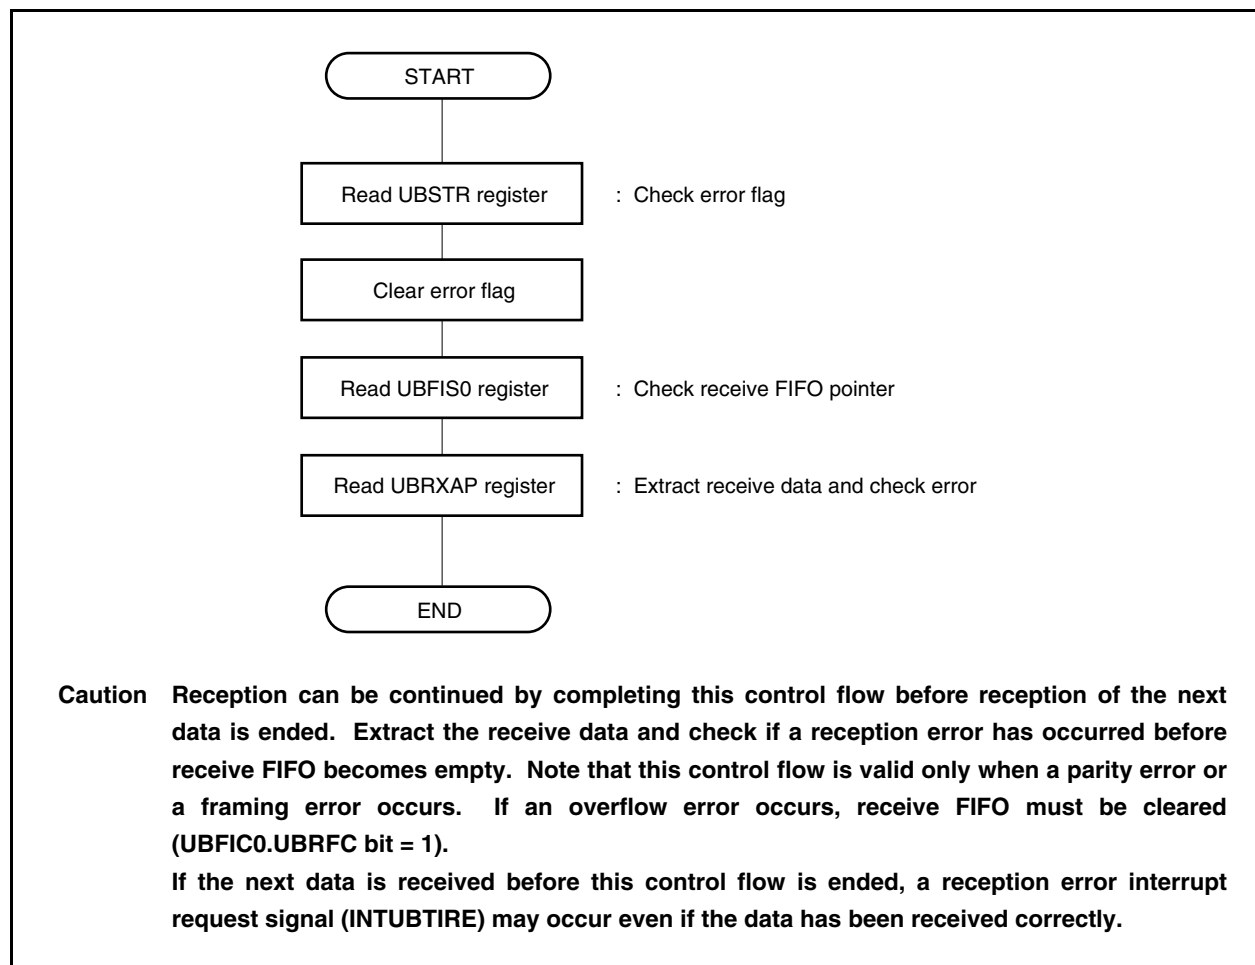 START
Read UBSTR register : Check error flag
Clear error flag
Read UBFIS0 register : Check receive FIFO pointer
Read UBRXAP register : Extract receive data and check error
END
Caution Reception can be continued by completing this control flow before reception of the next
data is ended. Extract the receive data and check if a reception error has occurred before
receive FIFO becomes empty. Note that this control flow is valid only when a parity error or
a framing error occurs. If an overflow error occurs, receive FIFO must be cleared
(UBFIC0.UBRFC bit = 1).
If the next data is received before this control flow is ended, a reception error interrupt
request signal (INTUBTIRE) may occur even if the data has been received correctly.